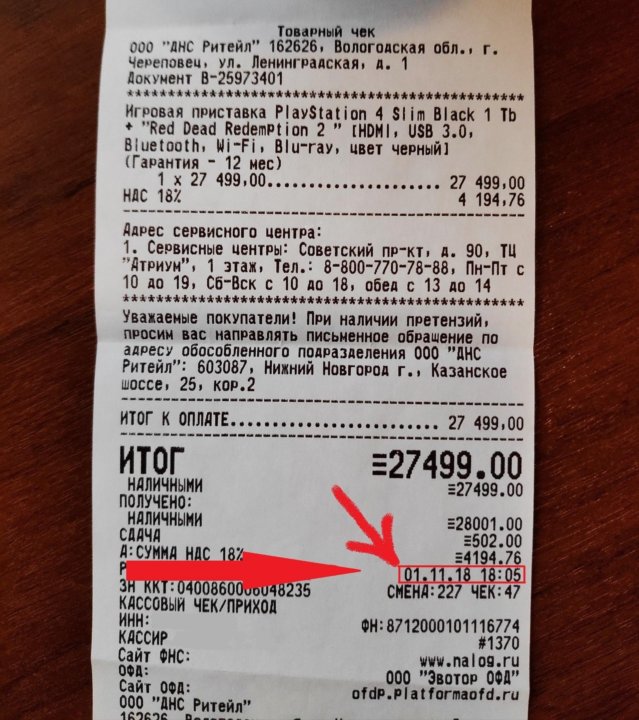 Товарный чек
ООО "ДНС Ритейл" 162626, Вологодская обл., г.
Череповец, ул. Ленинградская, д. 1
Документ В-25973401
************************************************
Игровая приставка PlayStation 4 Slim Black 1 Tb
+ "Red Dead Redemption 2 " [HDMI, USB 3.0,
Bluetooth, Wi-Fi, Blu-ray, цвет черный]
(Гарантия - 12 мес)
1 x 27 499,00....................... 27 499,00
НДС 18% 4 194,76
Адрес сервисного центра:
1. Сервисные центры: Советский пр-кт, д. 90, ТЦ
"Атриум", 1 этаж, Тел.: 8-800-770-78-88, Пн-Пт с
10 до 19, Сб-Вск с 10 до 18, обед с 13 до 14
************************************************
Уважаемые покупатели! При наличии претензий,
просим вас направлять письменное обращение по
адресу обособленного подразделения ООО "ДНС
Ритейл": 603087, Нижний Новгород г., Казанское
шоссе, 25, кор.2
ИТОГ К ОПЛАТЕ........................ 27 499,00
ИТОГ ≡27499.00
НАЛИЧНЫМИ ≡27499.00
ПОЛУЧЕНО:
НАЛИЧНЫМИ ≡28001.00
СДАЧА ≡502.00
Д:СУММА НДС 18% ≡4194.76
01.11.18 18:05
ЗН ККТ:0400860006048235 СМЕНА:227 ЧЕК:47
КАССОВЫЙ ЧЕК/ПРИХОД
ИНН: ФН:8712000101116774
КАССИР #1370
Сайт ФНС: www.nalog.ru
ОФД: ООО "Эвотор ОФД"
Сайт ОФД: ofdp.platformaofd.ru
ООО "ДНС Ритейл"